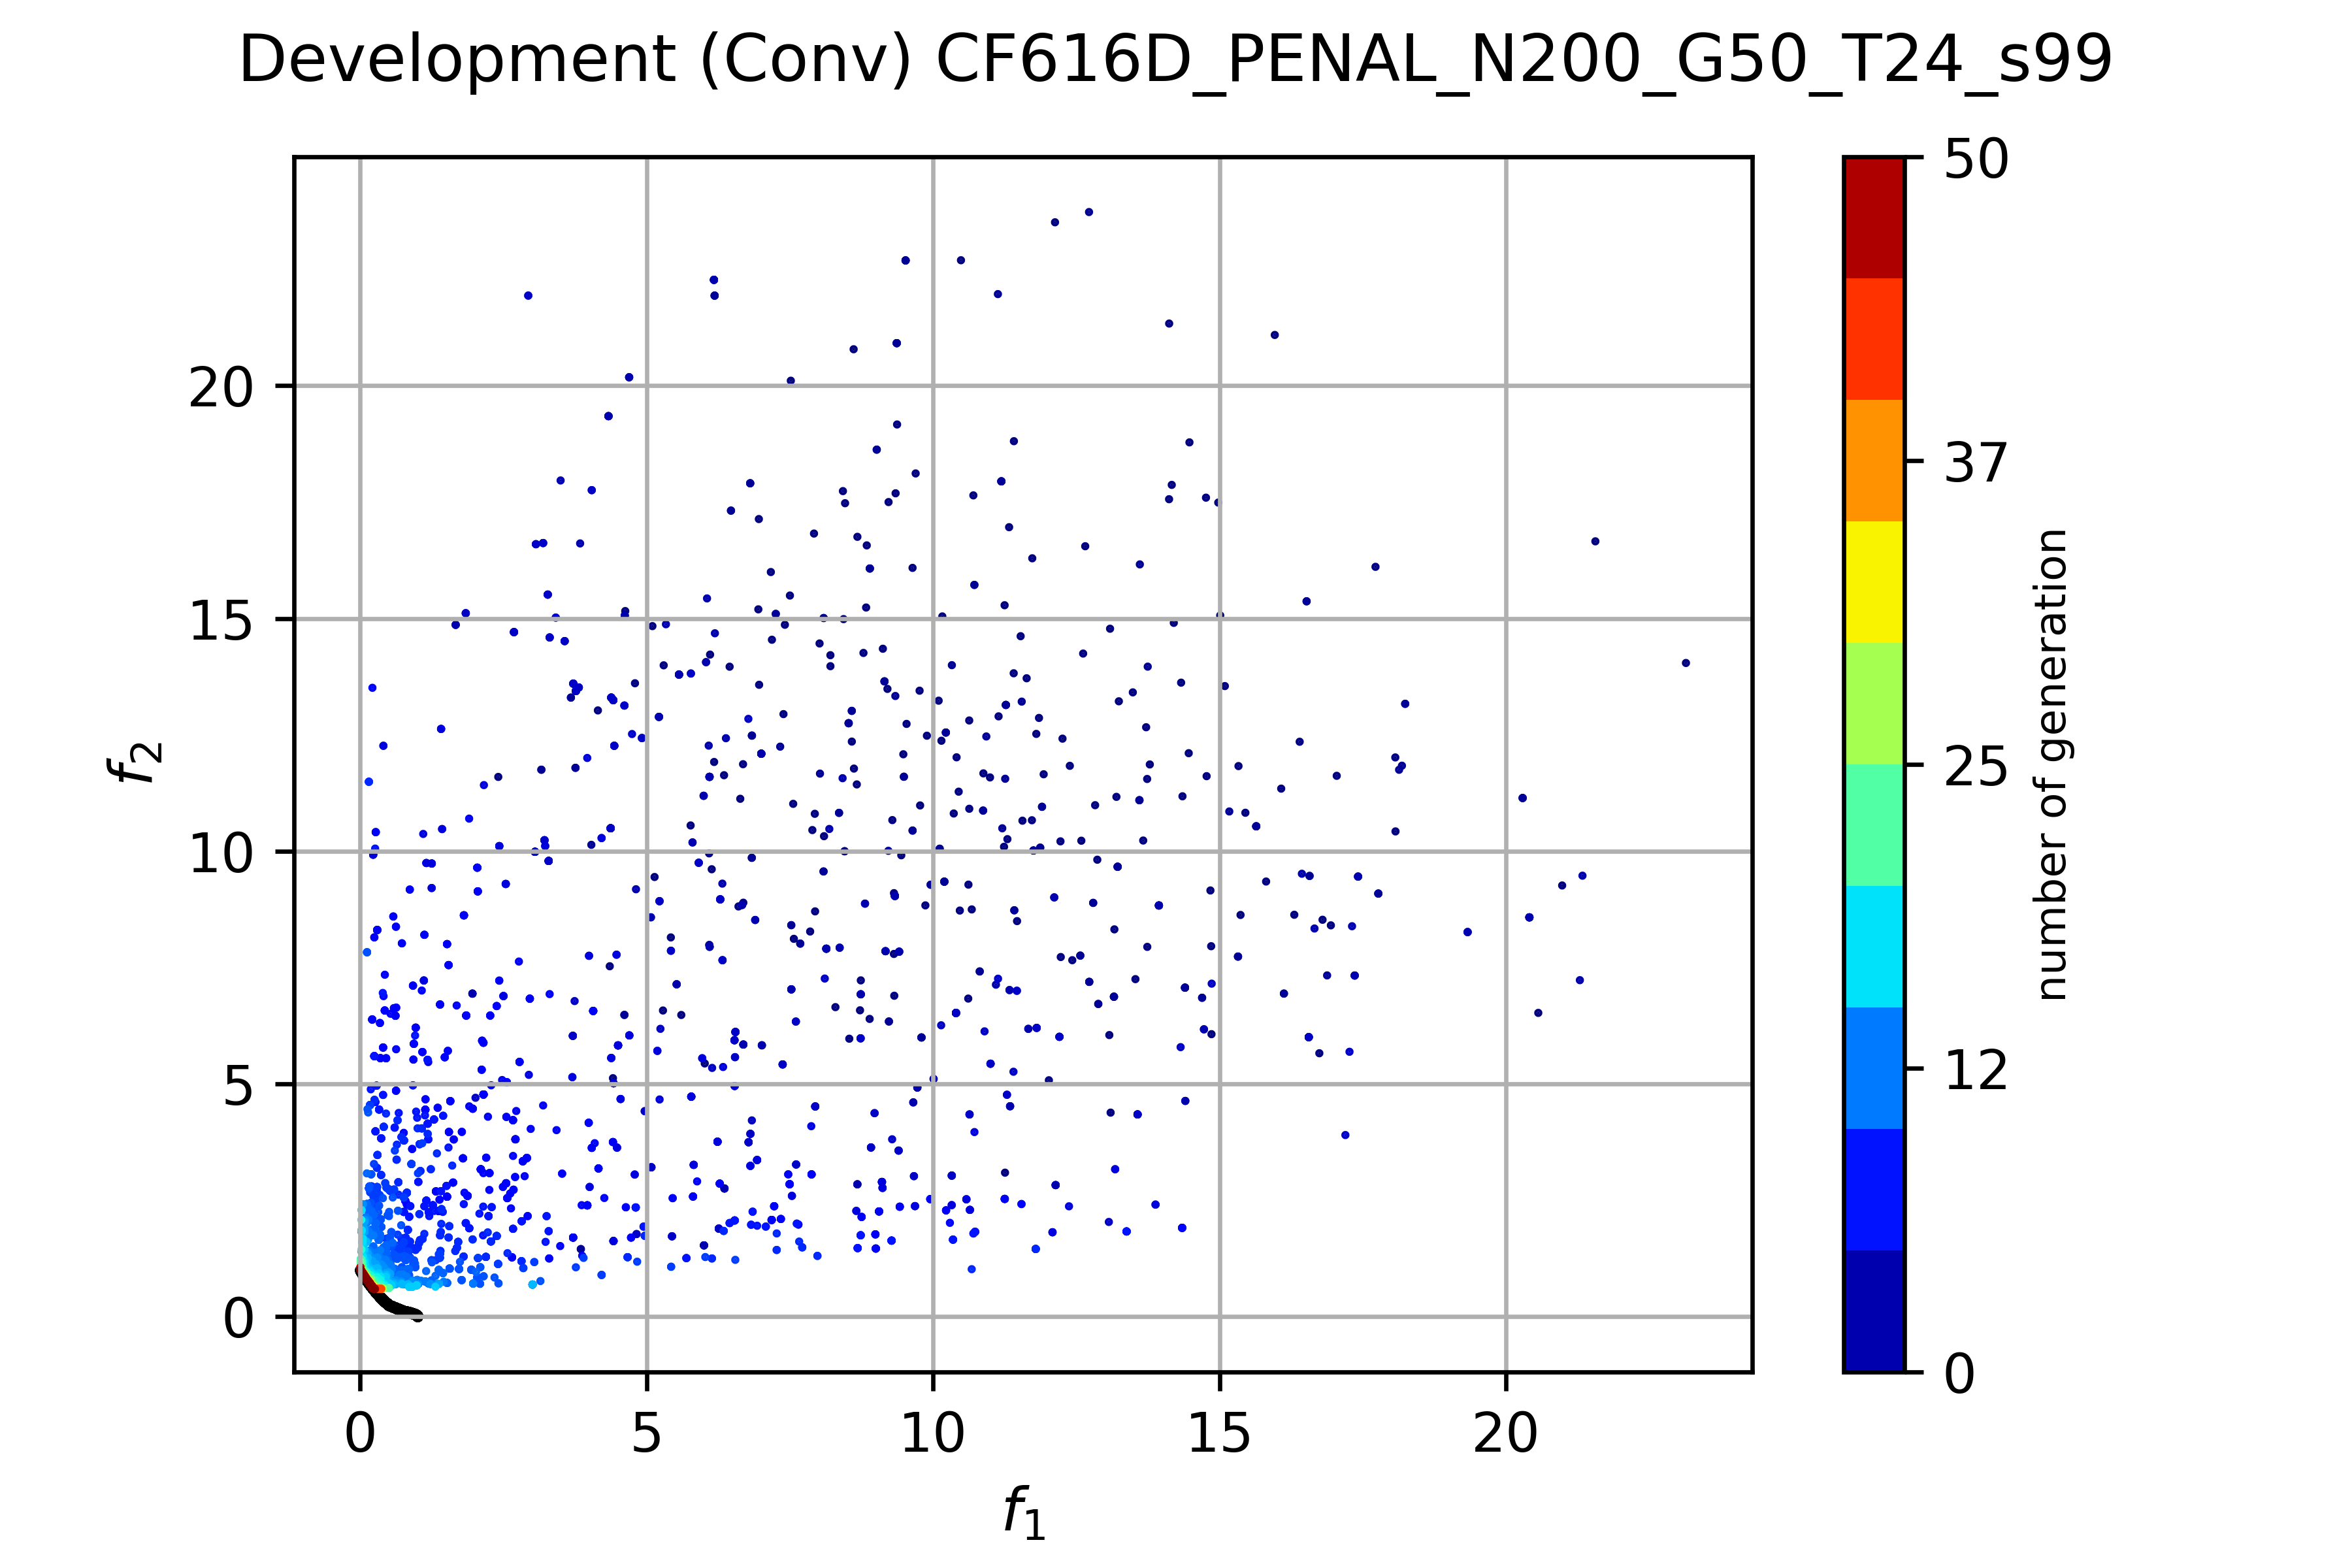 Development (Conv) CF616D_PENAL_N200_G50_T24_s99
20
15
10
5
0
f2
0 5 10 15 20
f1
50
37
25
12
0
number of generation